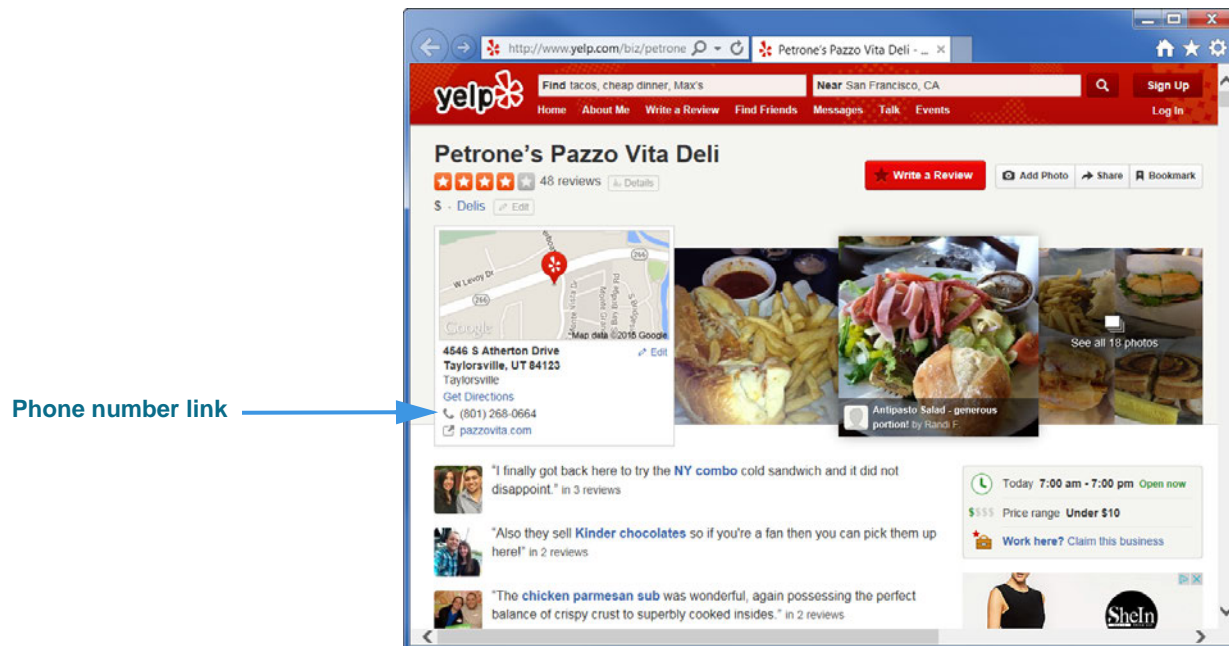 http://www.yelp.com/biz/petrone
Petrone's Pazzo Vita Deli - ...
yelp
Find tacos, cheap dinner, Max's
Near San Francisco, CA
Sign Up
Home About Me Write a Review Find Friends Messages Talk Events
Log In
Petrone's Pazzo Vita Deli
48 reviews Details
Write a Review
Add Photo Share Bookmark
$ - Delis Edit
W Levoy Dr
266
266
Google
Map data ©2015 Google
4546 S Atherton Drive
Edit
Taylorsville, UT 84123
Taylorsville
Get Directions
Phone number link
(801) 268-0664
pazzovita.com
See all 18 photos
Antipasto Salad - generous
portion! by Randi F.
"I finally got back here to try the NY combo cold sandwich and it did not
disappoint." in 3 reviews
"Also they sell Kinder chocolates so if you're a fan then you can pick them up
here!" in 2 reviews
"The chicken parmesan sub was wonderful, again possessing the perfect
balance of crispy crust to superbly cooked insides." in 2 reviews
Today 7:00 am - 7:00 pm Open now
$$$$ Price range Under $10
Work here? Claim this business
SheIn